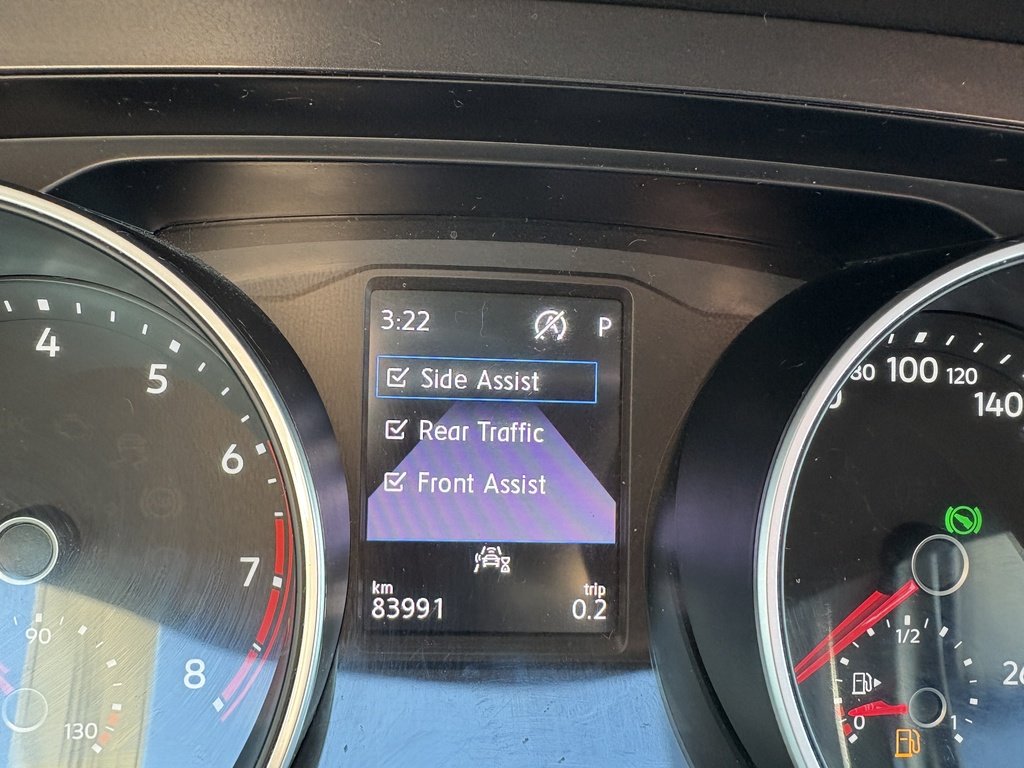 3:22 P
Side Assist
Rear Traffic
Front Assist
km trip
83991 0.2
4
5
6
7
8
90
130
80 100 120
140
1/2
0 1